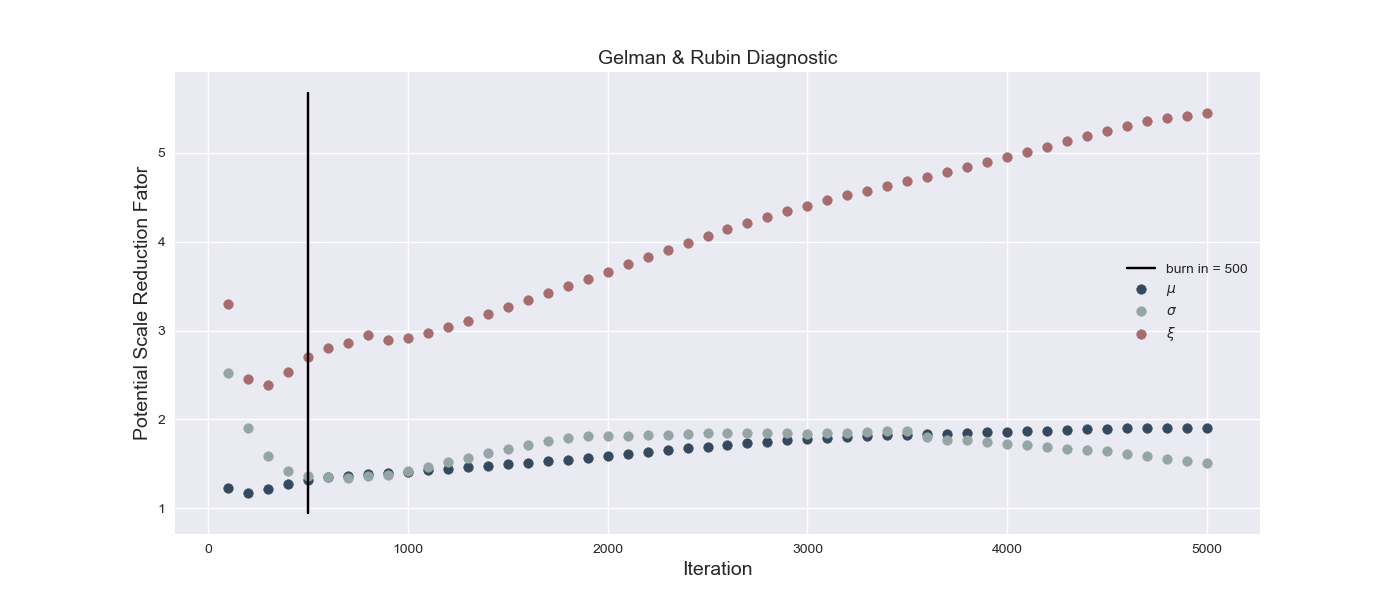 Gelman & Rubin Diagnostic
Potential Scale Reduction Fator
5
4
3
2
1
burn in = 500
μ
σ
ξ
0 1000 2000 3000 4000 5000
Iteration